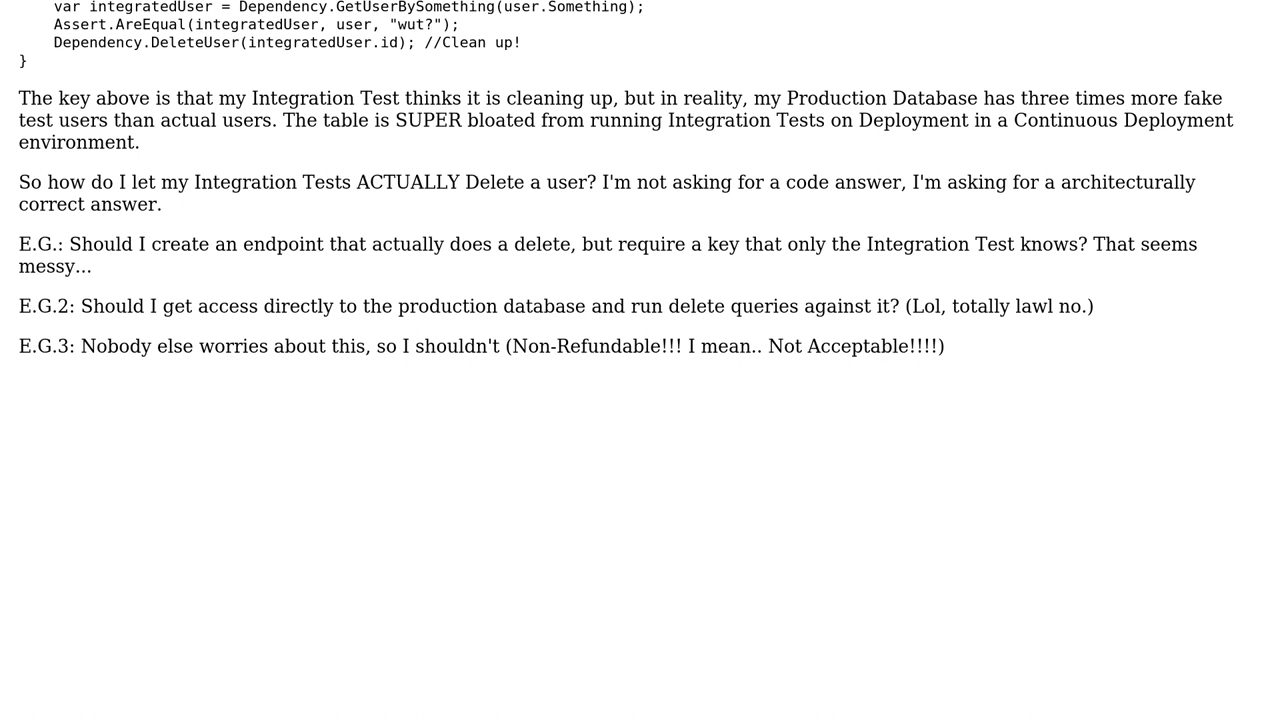 var integratedUser = Dependency.GetUserBySomething(user.Something);
Assert.AreEqual(integratedUser, user, "wut?");
Dependency.DeleteUser(integratedUser.id); //Clean up!
}
The key above is that my Integration Test thinks it is cleaning up, but in reality, my Production Database has three times more fake
test users than actual users. The table is SUPER bloated from running Integration Tests on Deployment in a Continuous Deployment
environment.
So how do I let my Integration Tests ACTUALLY Delete a user? I'm not asking for a code answer, I'm asking for a architecturally
correct answer.
E.G.: Should I create an endpoint that actually does a delete, but require a key that only the Integration Test knows? That seems
messy...
E.G.2: Should I get access directly to the production database and run delete queries against it? (Lol, totally lawl no.)
E.G.3: Nobody else worries about this, so I shouldn't (Non-Refundable!!! I mean.. Not Acceptable!!!!)